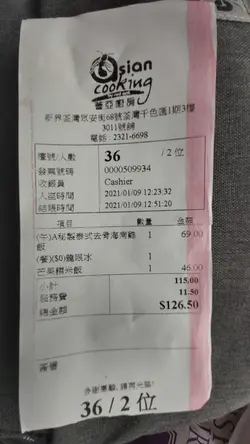 asian
cooking
薈亞廚房
新界荃灣眾安街68號荃灣千色匯1期3樓
3011號舖
電話 : 2321-6698
檯號/人數 36 / 2 位
發票號碼 0000509934
收銀員 Cashier
入座時間 2021/01/09 12:23:32
結帳時間 2021/01/09 12:51:20
項目 數量 金額
(午)A秘製泰式去骨海南雞 1 69.00
飯
(餐)($0)龍眼冰 1
芒果糯米飯 1 46.00
小計 115.00
服務費 11.50
總金額 $126.50
簽署
多謝惠顧, 請再光臨!
36 / 2 位